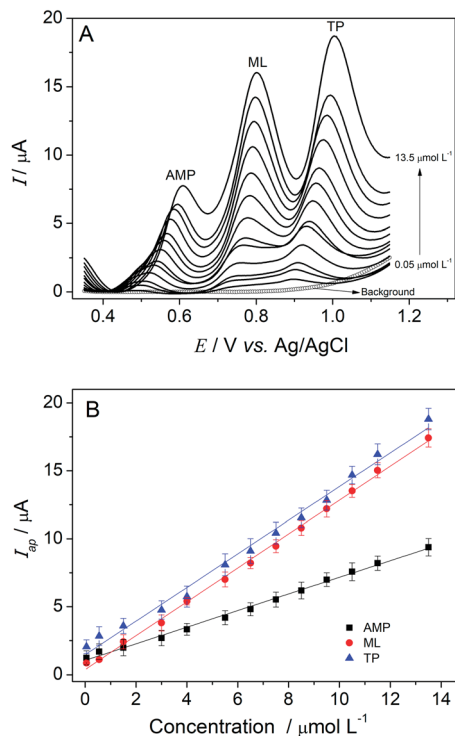 A
20
15
10
5
0
I / μA
AMP
ML
TP
13.5 μmol L⁻¹
0.05 μmol L⁻¹
Background
0.4 0.6 0.8 1.0 1.2
E / V vs. Ag/AgCl
B
20
15
10
5
0
Iap / μA
AMP
ML
TP
0 2 4 6 8 10 12 14
Concentration / μmol L⁻¹